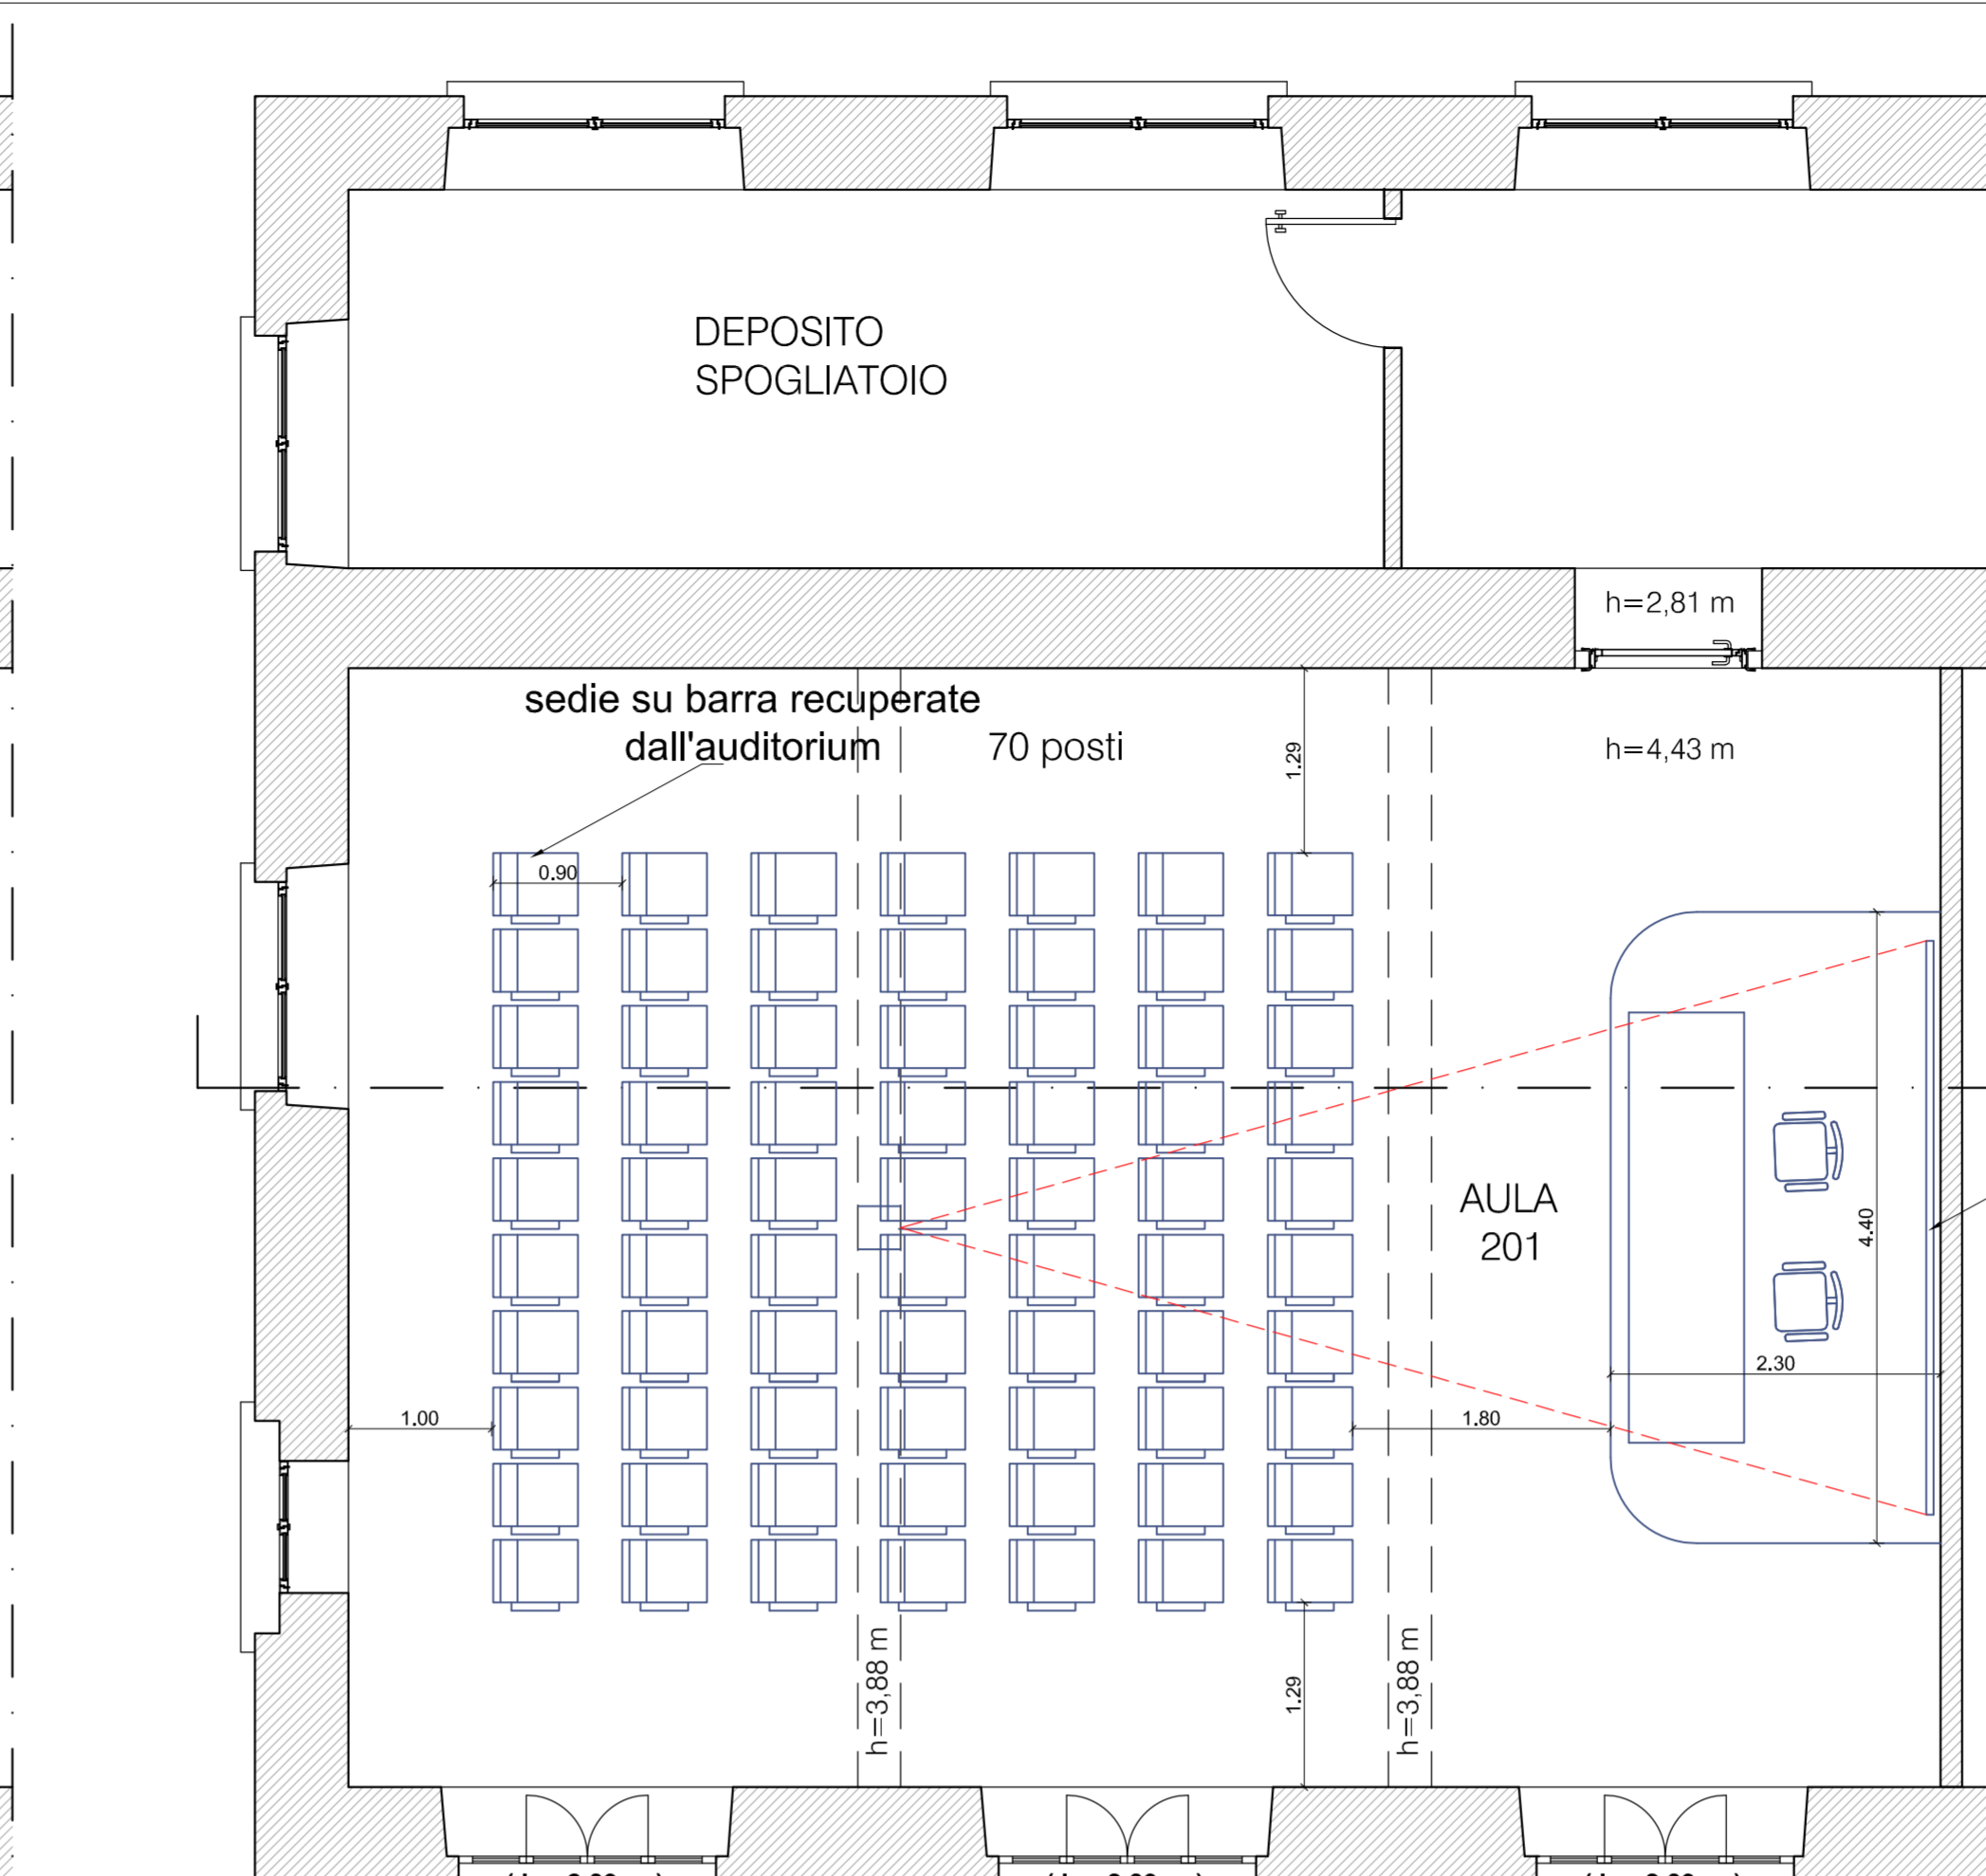 DEPOSITO
SPOGLIATOIO
h=2,81 m
sedie su barra recuperate
dall'auditorium
70 posti
1.29
h=4,43 m
0.90
AULA
201
4.40
2.30
1.00
1.80
h=3,88 m
1.29
h=3,88 m